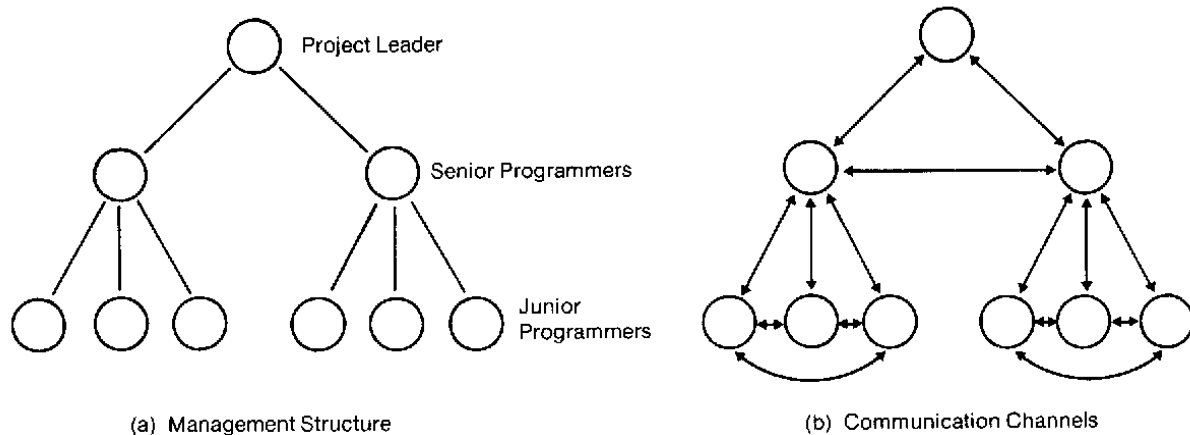 Project Leader
Senior Programmers
Junior
Programmers
(a) Management Structure
(b) Communication Channels